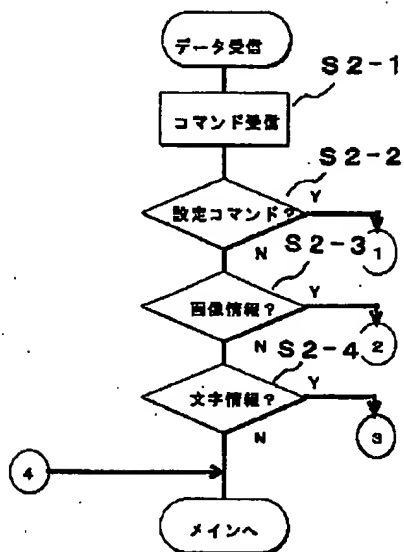 データ受信
S2-1
コマンド受信
S2-2
設定コマンド?
Y
1
N
S2-3
画像情報?
Y
2
N
S2-4
文字情報?
Y
3
N
4
メインへ